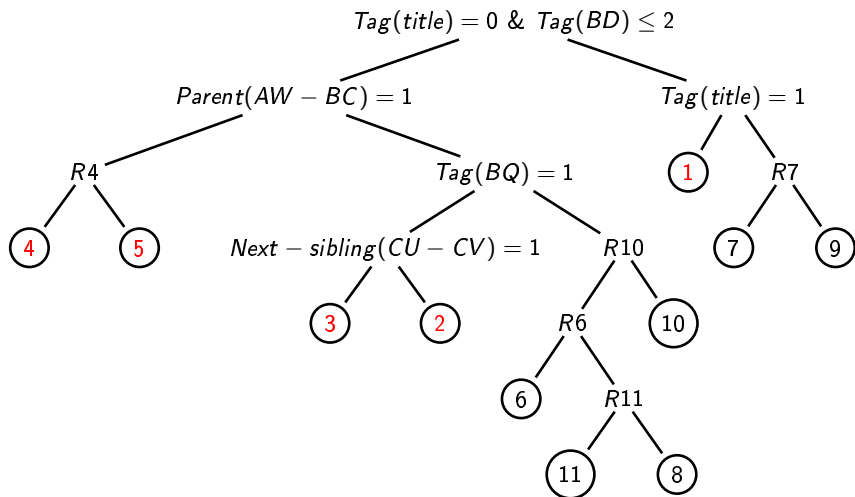 Tag(title) = 0 & Tag(BD) ≤ 2
Parent(AW − BC) = 1
Tag(title) = 1
R4
Tag(BQ) = 1
1
R7
4
5
Next − sibling(CU − CV) = 1
R10
7
9
3
2
R6
10
6
R11
11
8